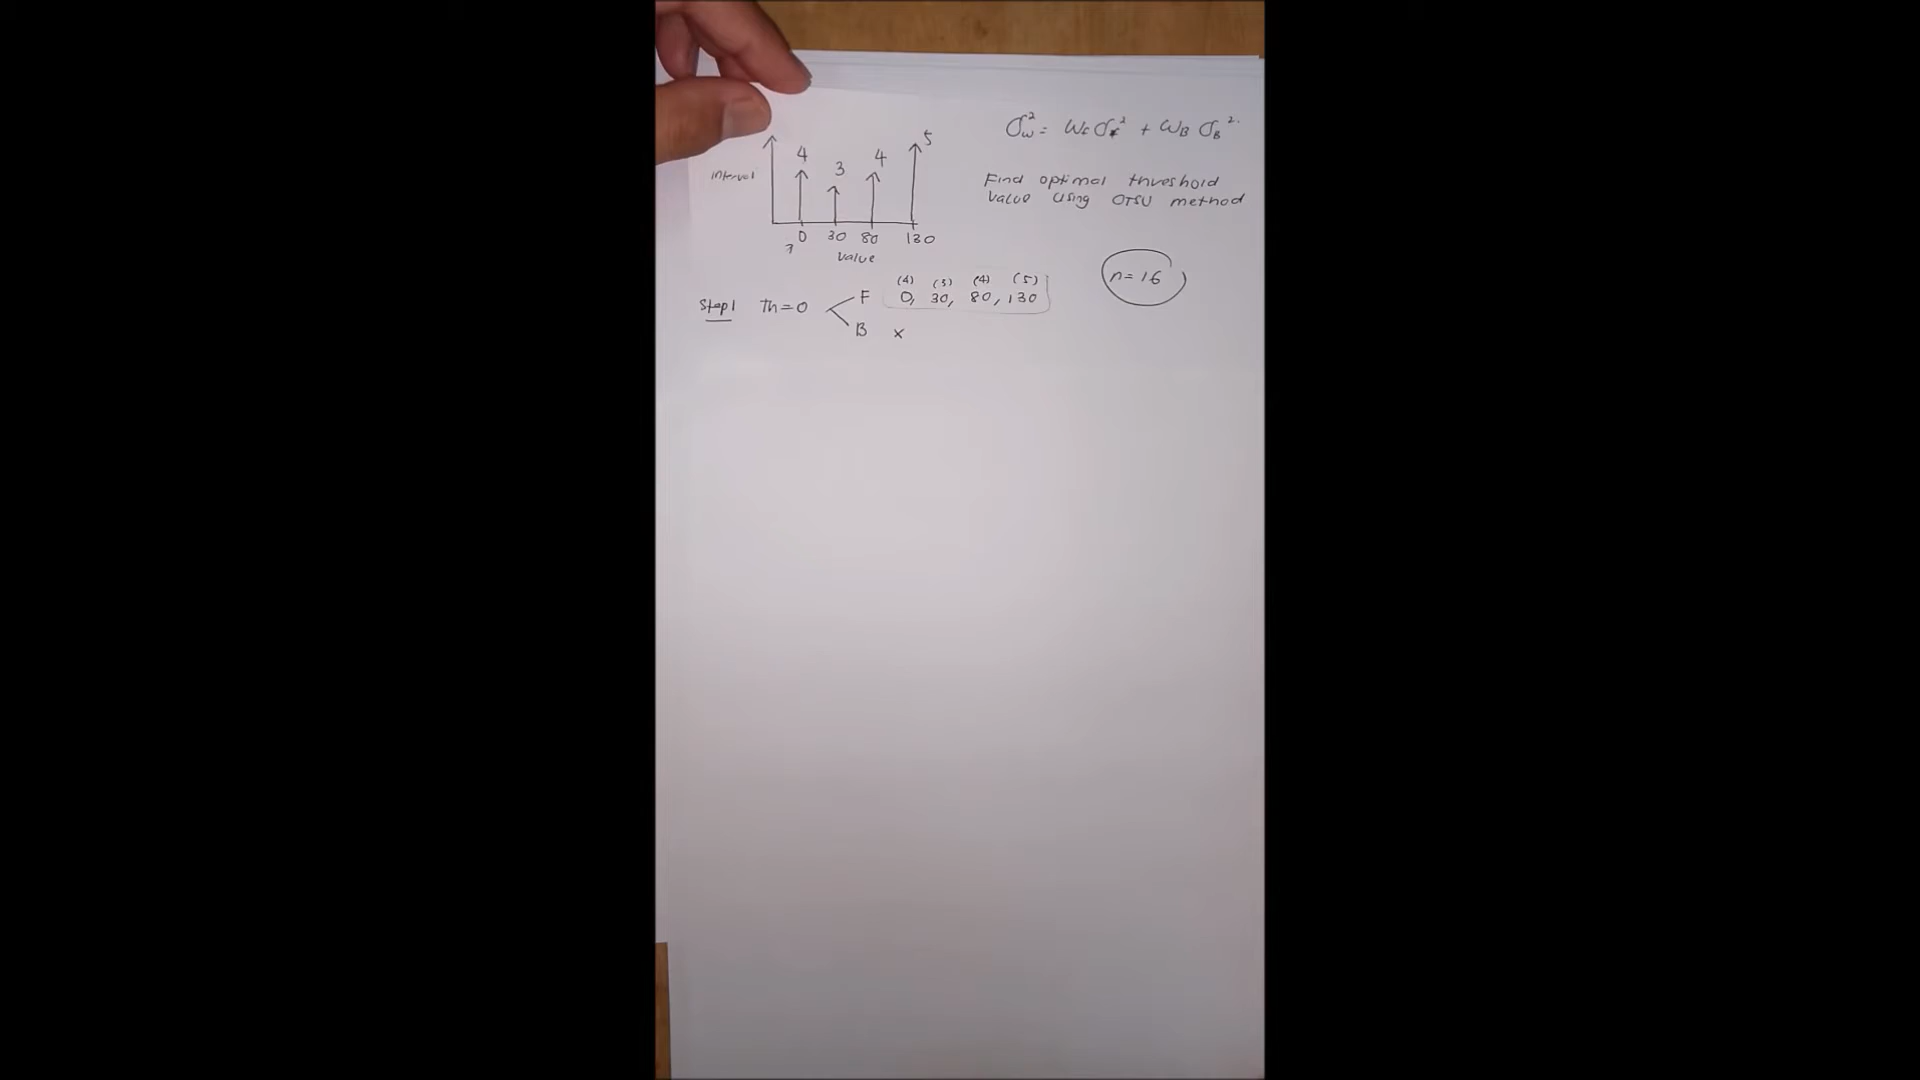 σw² = wF σF² + wB σB²
Find optimal threshold
value using OTSU method
5
4
4
3
interval
0 30 80 130
value
n=16
(4) (3) (4) (5)
Step1 Th=0 F 0, 30, 80, 130
B x